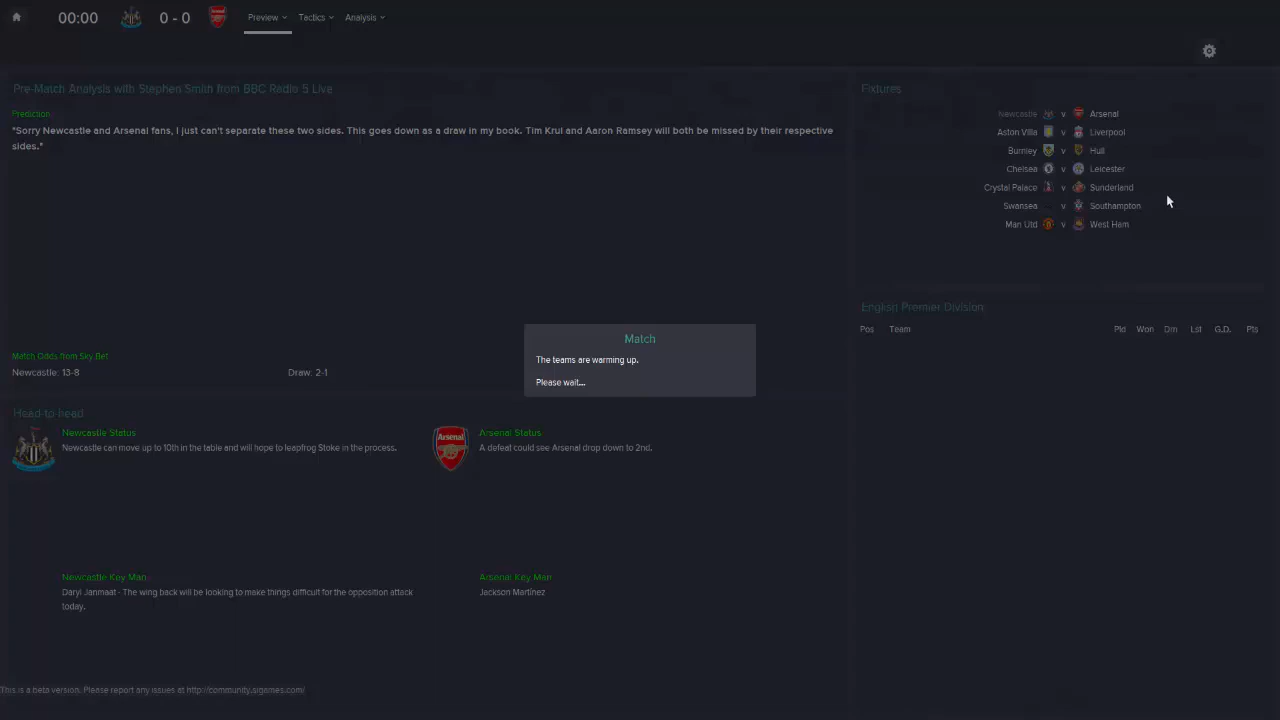 00:00
0 - 0
Preview
Tactics
Analysis
Pre-Match Analysis with Stephen Smith from BBC Radio 5 Live
Prediction
"Sorry Newcastle and Arsenal fans, I just can't separate these two sides. This goes down as a draw in my book. Tim Krul and Aaron Ramsey will both be missed by their respective
sides."
Match Odds from Sky Bet
Newcastle: 13-8
Draw: 2-1
Head-to head
Newcastle Status
Newcastle can move up to 10th in the table and will hope to leapfrog Stoke in the process.
Arsenal
Arsenal Status
A defeat could see Arsenal drop down to 2nd.
Newcastle Key Man
Daryl Janmaat - The wing back will be looking to make things difficult for the opposition attack
today.
Arsenal Key Man
Jackson Martínez
Match
The teams are warming up.
Please wait...
Fixtures
Newcastle v Arsenal
Aston Villa v Liverpool
Burnley v Hull
Chelsea v Leicester
Crystal Palace v Sunderland
Swansea v Southampton
Man Utd v West Ham
English Premier Division
Pos Team Pld Won Drn Lst G.D. Pts
This is a beta version. Please report any issues at http://community.sigames.com/